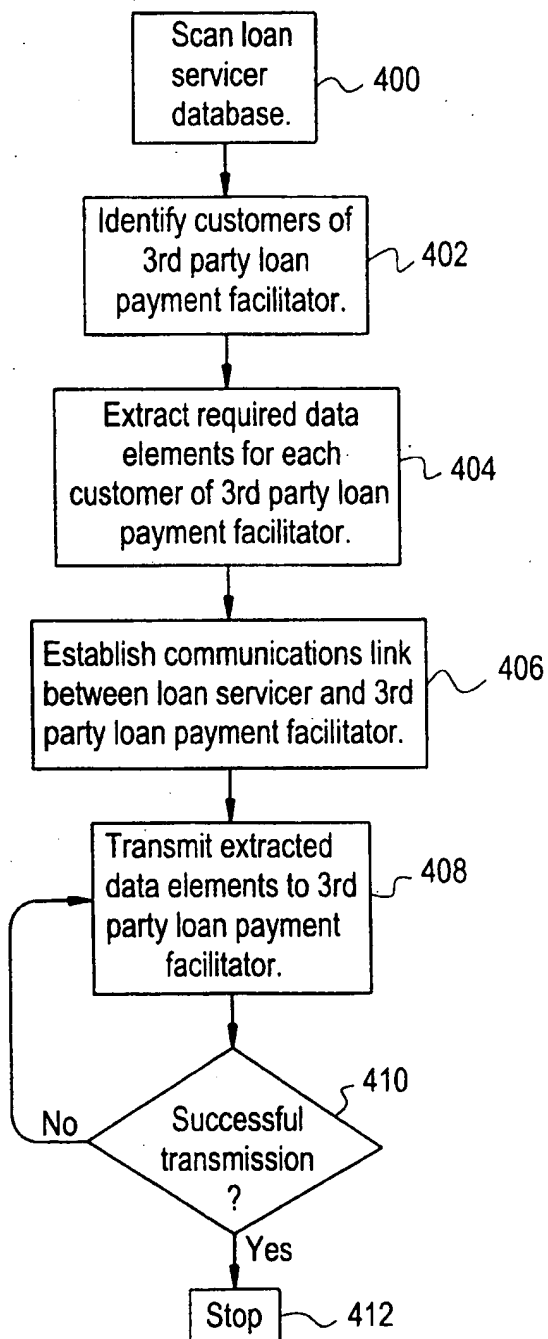 Scan loan
servicer
database.
400
Identify customers of
3rd party loan
payment facilitator.
402
Extract required data
elements for each
customer of 3rd party loan
payment facilitator.
404
Establish communications link
between loan servicer and 3rd
party loan payment facilitator.
406
Transmit extracted
data elements to 3rd
party loan payment
facilitator.
408
410
Successful
transmission
?
No
Yes
Stop
412